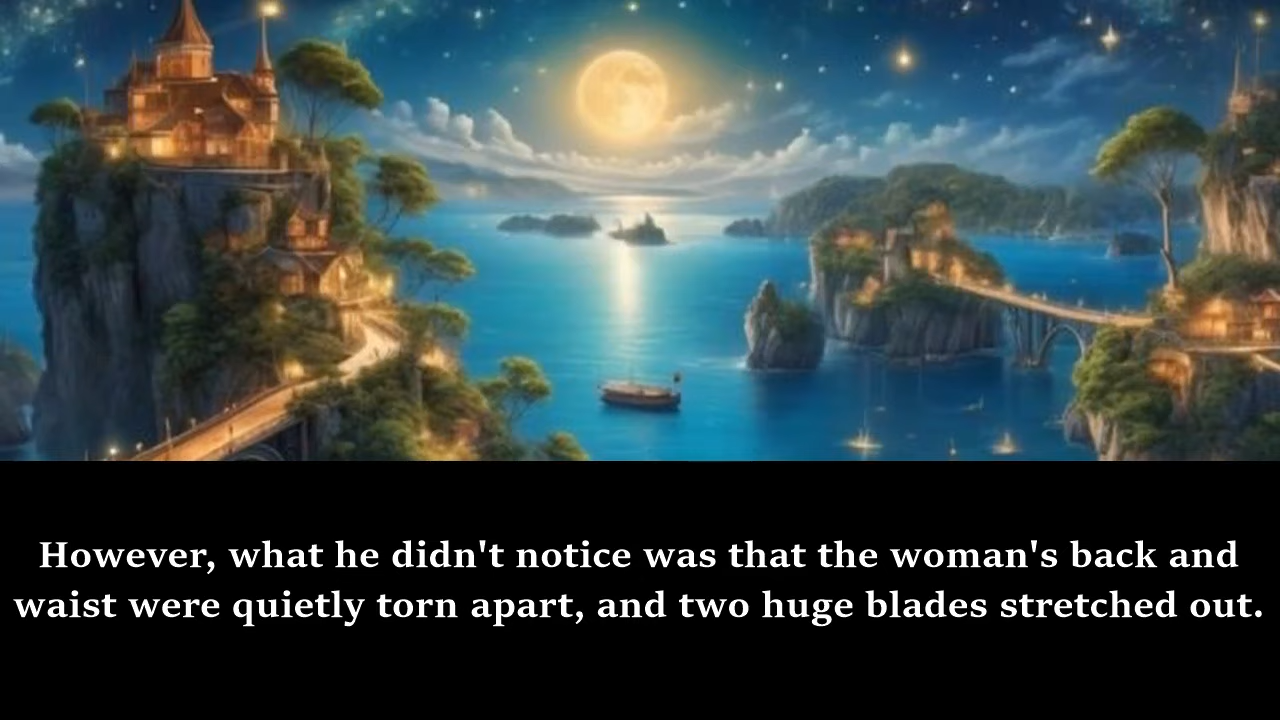 However, what he didn't notice was that the woman's back and
waist were quietly torn apart, and two huge blades stretched out.